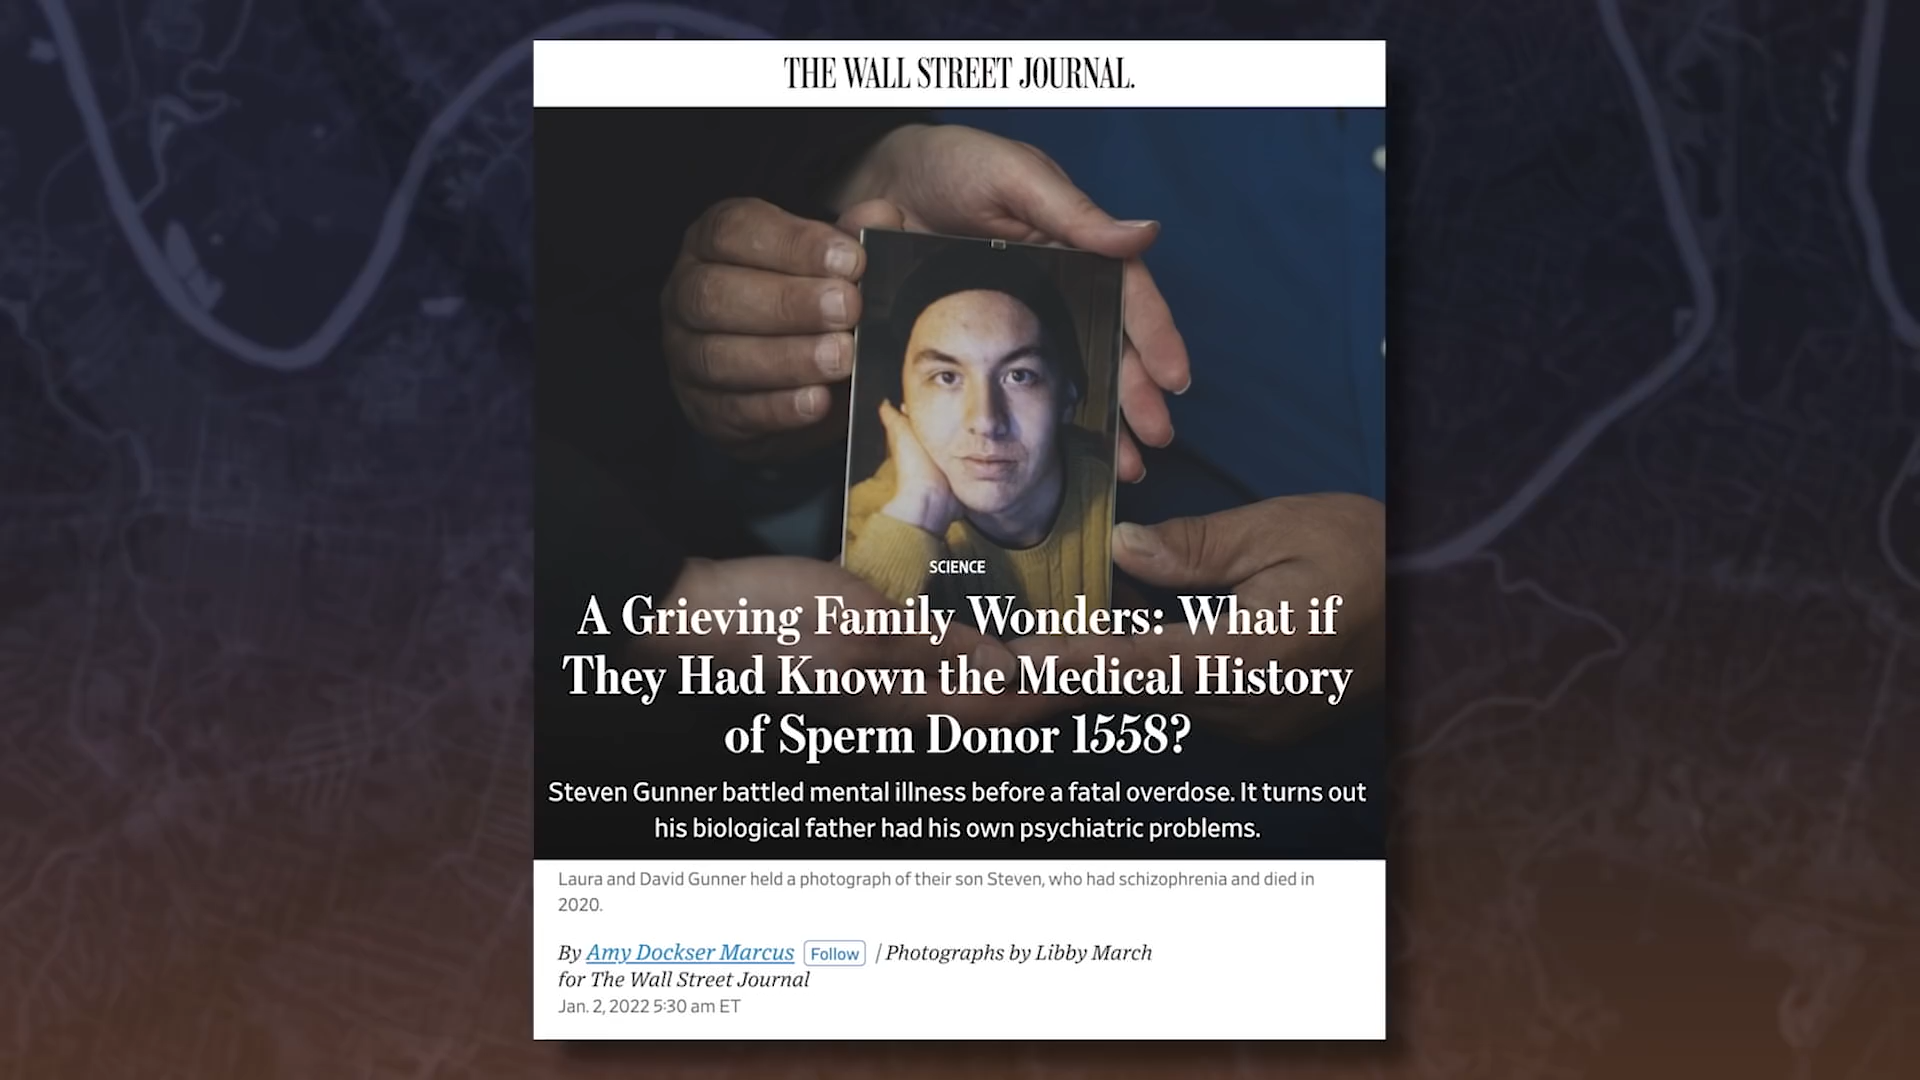 THE WALL STREET JOURNAL.
SCIENCE
A Grieving Family Wonders: What if
They Had Known the Medical History
of Sperm Donor 1558?
Steven Gunner battled mental illness before a fatal overdose. It turns out
his biological father had his own psychiatric problems.
Laura and David Gunner held a photograph of their son Steven, who had schizophrenia and died in
2020.
By Amy Dockser Marcus Follow | Photographs by Libby March
for The Wall Street Journal
Jan. 2, 2022 5:30 am ET